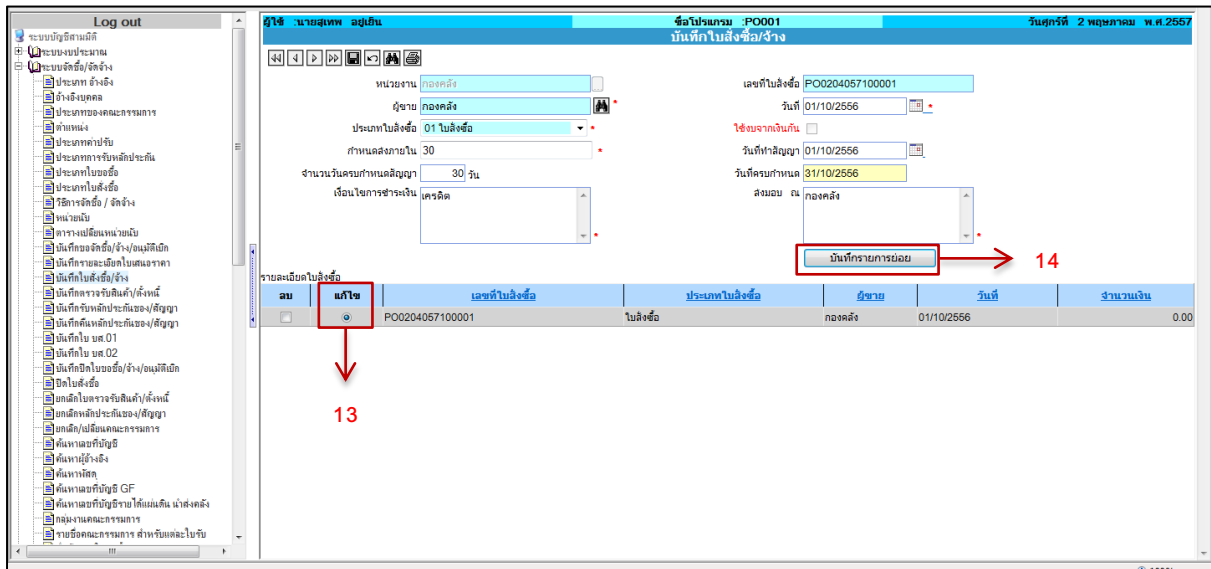 Log out
ระบบบัญชีสามมิติ
ระบบงบประมาณ
ระบบจัดซื้อ/จัดจ้าง
ประเภท อ้างอิง
อ้างอิงบุคคล
ประเภทของคณะกรรมการ
ตำแหน่ง
ประเภทค่าปรับ
ประเภทการรับหลักประกัน
ประเภทใบขอซื้อ
ประเภทใบสั่งซื้อ
วิธีการจัดซื้อ / จัดจ้าง
หน่วยนับ
ตารางเปลี่ยนหน่วยนับ
บันทึกขอจัดซื้อ/จ้าง/อนุมัติเบิก
บันทึกรายละเอียดใบเสนอราคา
บันทึกใบสั่งซื้อ/จ้าง
บันทึกตรวจรับสินค้า/ตั้งหนี้
บันทึกรับหลักประกันซอง/สัญญา
บันทึกคืนหลักประกันซอง/สัญญา
บันทึกใบ บศ.01
บันทึกใบ บศ.02
บันทึกปิดใบขอซื้อ/จ้าง/อนุมัติเบิก
ปิดใบสั่งซื้อ
ยกเลิกใบตรวจรับสินค้า/ตั้งหนี้
ยกเลิกหลักประกันซอง/สัญญา
ยกเลิก/เปลี่ยนคณะกรรมการ
ค้นหาเลขที่บัญชี
ค้นหาผู้อ้างอิง
ค้นหาพัสดุ
ค้นหาเลขที่บัญชี GF
ค้นหาเลขที่บัญชีรายได้แผ่นดิน นำส่งคลัง
กลุ่มงานคณะกรรมการ
รายชื่อคณะกรรมการ สำหรับแต่ละใบรับ
ผู้ใช้ :นายสุเทพ อยู่เย็น ชื่อโปรแกรม :PO001 วันศุกร์ที่ 2 พฤษภาคม พ.ศ.2557
บันทึกใบสั่งซื้อ/จ้าง
หน่วยงาน กองคลัง เลขที่ใบสั่งซื้อ PO0204057100001
ผู้ขาย กองคลัง * วันที่ 01/10/2556 *
ประเภทใบสั่งซื้อ 01 ใบสั่งซื้อ * ใช้งบจากเงินกัน
กำหนดส่งภายใน 30 * วันที่ทำสัญญา 01/10/2556
จำนวนวันครบกำหนดสัญญา 30 วัน วันที่ครบกำหนด 31/10/2556
เงื่อนไขการชำระเงิน เครดิต * ส่งมอบ ณ กองคลัง *
บันทึกรายการย่อย 14
รายละเอียดใบสั่งซื้อ
ลบ แก้ไข เลขที่ใบสั่งซื้อ ประเภทใบสั่งซื้อ ผู้ขาย วันที่ จำนวนเงิน
PO0204057100001 ใบสั่งซื้อ กองคลัง 01/10/2556 0.00
13